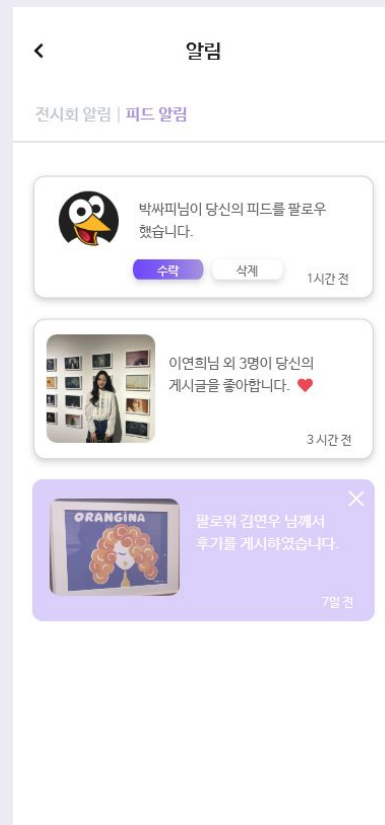 알림
전시회 알림 | 피드 알림
박싸피님이 당신의 피드를 팔로우
했습니다.
수락
삭제
1시간 전
이연희님 외 3명이 당신의
게시글을 좋아합니다. ❤️
3시간 전
ORANGINA
팔로워 김연우 님께서
후기를 게시하였습니다.
7일 전